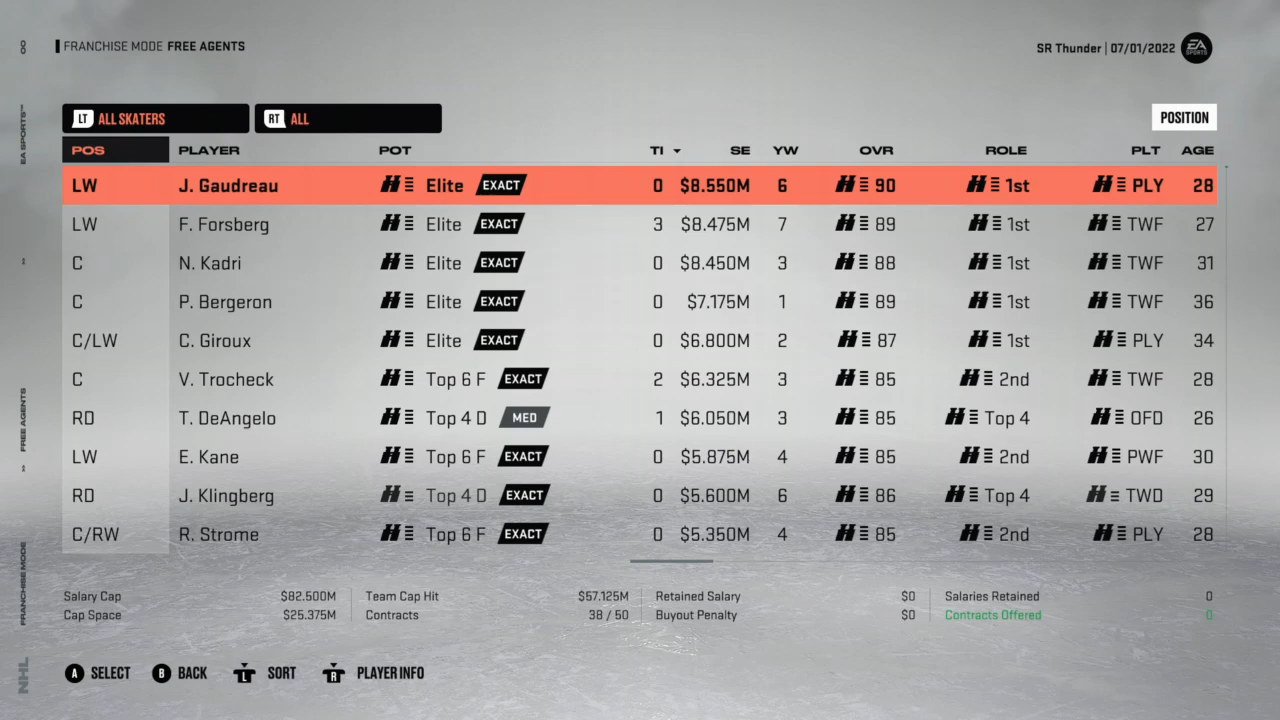 FRANCHISE MODE FREE AGENTS
SR Thunder | 07/01/2022
EA SPORTS
LT ALL SKATERS
RT ALL
POSITION
POS PLAYER POT TI SE YW OVR ROLE PLT AGE
LW J. Gaudreau Elite EXACT 0 $8.550M 6 90 1st PLY 28
LW F. Forsberg Elite EXACT 3 $8.475M 7 89 1st TWF 27
C N. Kadri Elite EXACT 0 $8.450M 3 88 1st TWF 31
C P. Bergeron Elite EXACT 0 $7.175M 1 89 1st TWF 36
C/LW C. Giroux Elite EXACT 0 $6.800M 2 87 1st PLY 34
C V. Trocheck Top 6 F EXACT 2 $6.325M 3 85 2nd TWF 28
RD T. DeAngelo Top 4 D MED 1 $6.050M 3 85 Top 4 OFD 26
LW E. Kane Top 6 F EXACT 0 $5.875M 4 85 2nd PWF 30
RD J. Klingberg Top 4 D EXACT 0 $5.600M 6 86 Top 4 TWD 29
C/RW R. Strome Top 6 F EXACT 0 $5.350M 4 85 2nd PLY 28
Salary Cap $82.500M Team Cap Hit $57.125M Retained Salary $0 Salaries Retained 0
Cap Space $25.375M Contracts 38 / 50 Buyout Penalty $0 Contracts Offered 0
A SELECT B BACK L SORT R PLAYER INFO
NHL FRANCHISE MODE » FREE AGENTS » EA SPORTS™